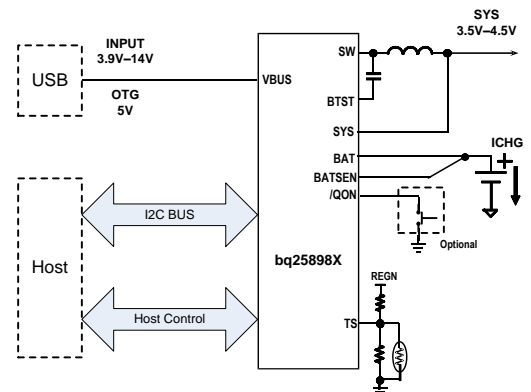 SYS
3.5V–4.5V
INPUT
3.9V–14V
USB
OTG
5V
VBUS
SW
BTST
SYS
BAT
BATSEN
/QON
ICHG
+
Optional
I2C BUS
Host
bq25898X
Host Control
REGN
TS